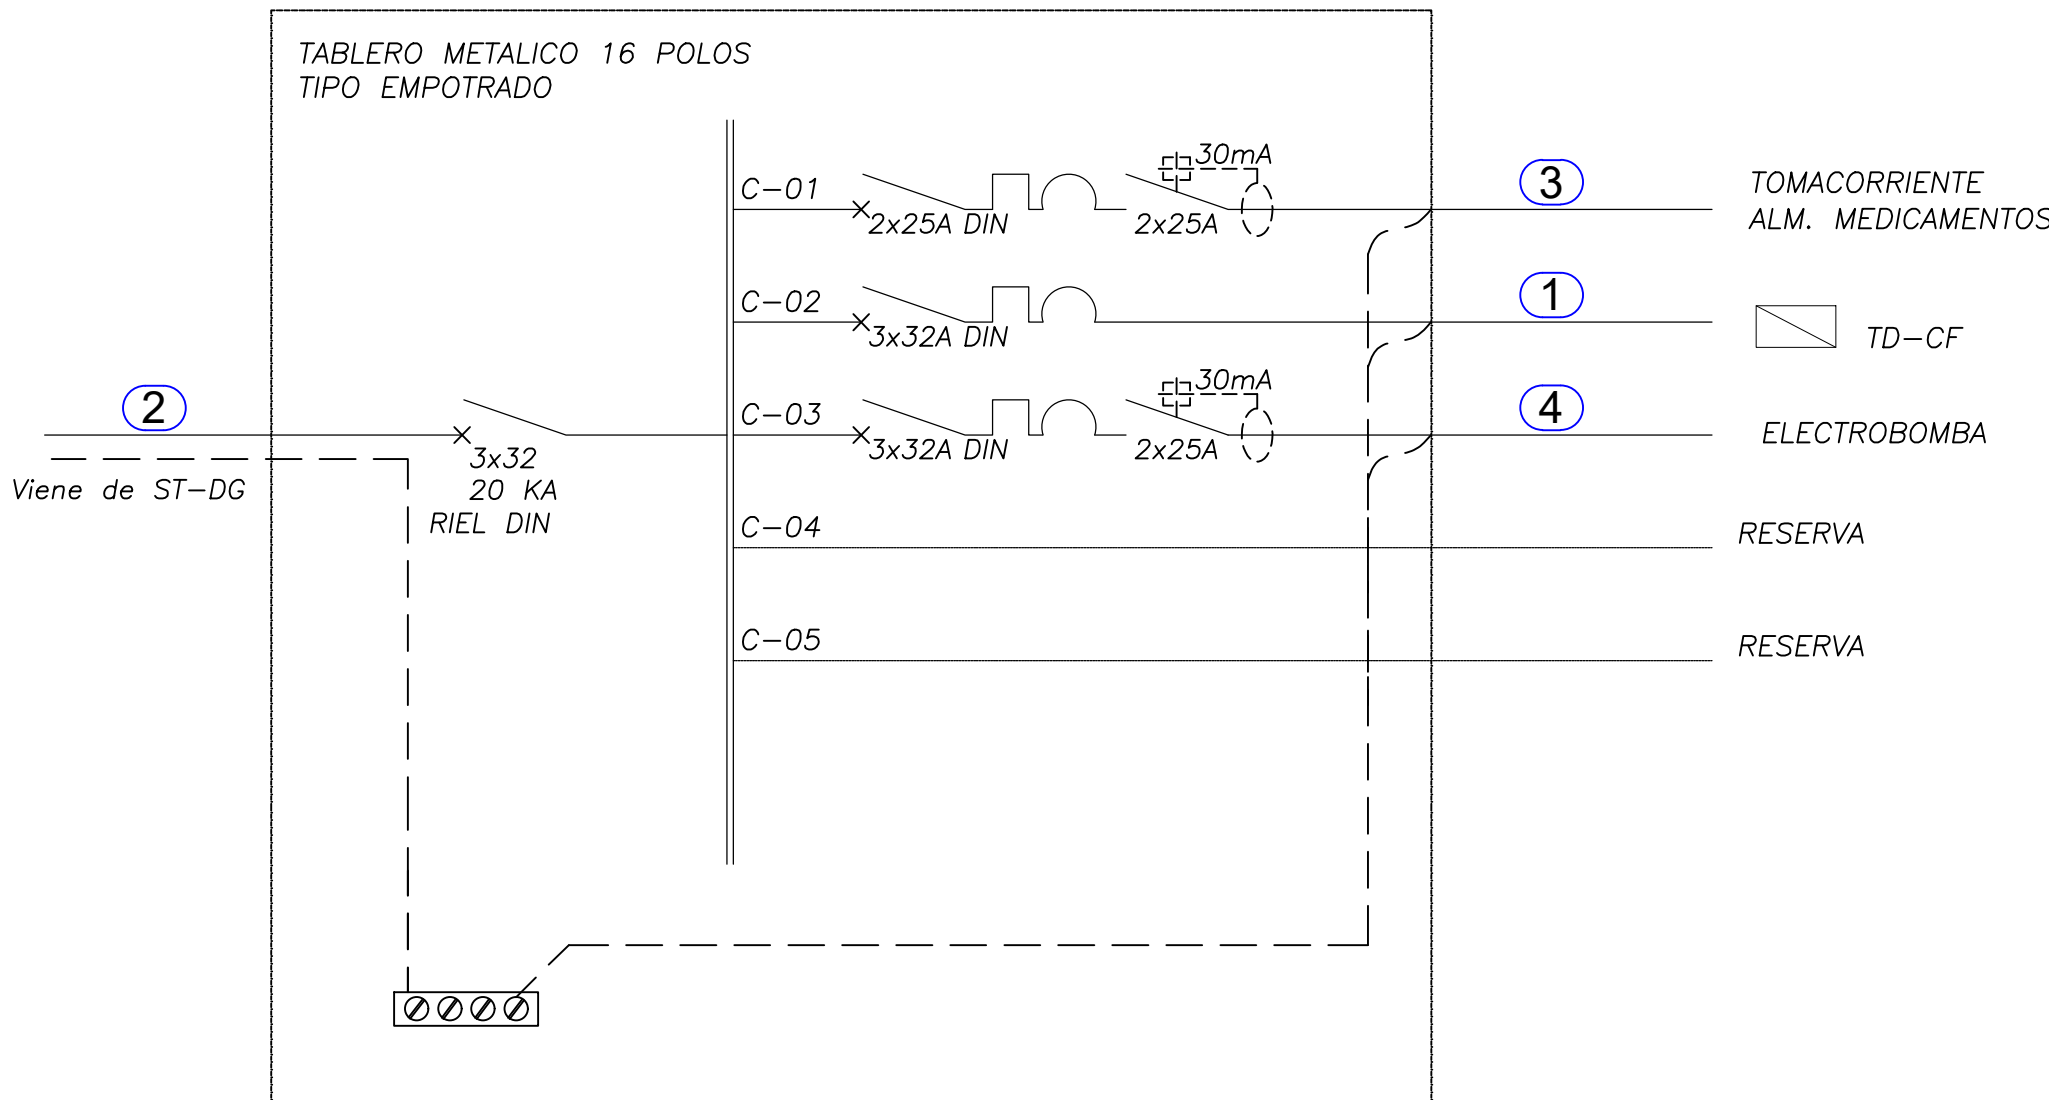 TABLERO METALICO 16 POLOS
TIPO EMPOTRADO
C-01
2x25A DIN
30mA
2x25A
3
TOMACORRIENTE
ALM. MEDICAMENTOS
C-02
3x32A DIN
1
TD-CF
2
Viene de ST-DG
3x32
20 KA
RIEL DIN
C-03
3x32A DIN
30mA
2x25A
4
ELECTROBOMBA
C-04
RESERVA
C-05
RESERVA